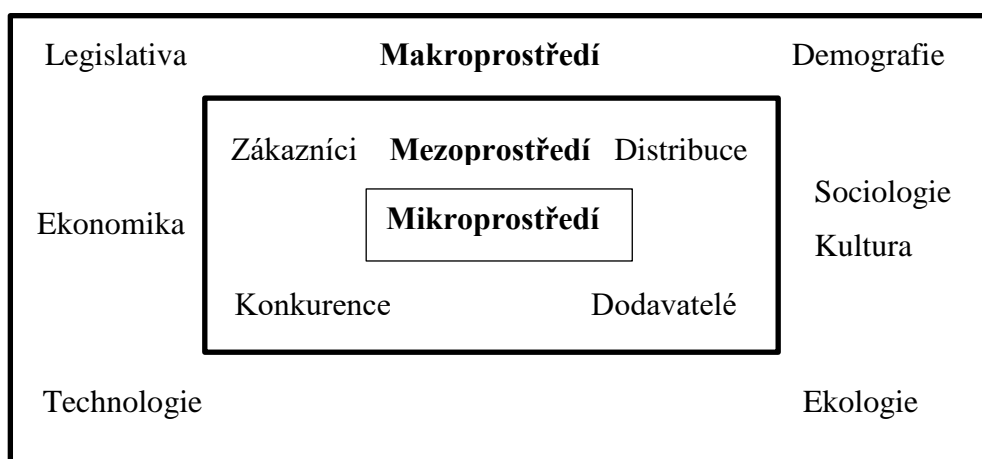 Legislativa Makroprostředí Demografie
Zákazníci Mezoprostředí Distribuce
Sociologie
Ekonomika Mikroprostředí
Kultura
Konkurence Dodavatelé
Technologie Ekologie